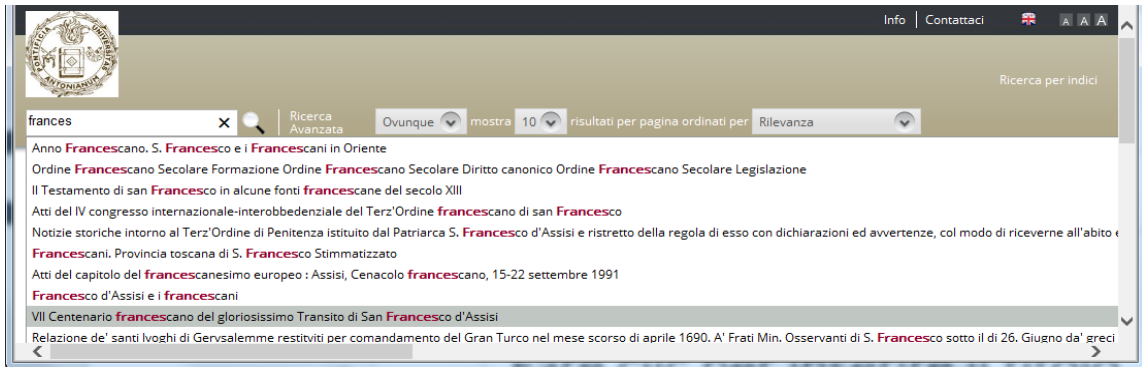 Info
Contattaci
A A A
PONTIFICIA UNIVERSITAS ANTONIANUM
Ricerca per indici
frances
Ricerca
Avanzata
Ovunque mostra 10 risultati per pagina ordinati per Rilevanza
Anno Francescano. S. Francesco e i Francescani in Oriente
Ordine Francescano Secolare Formazione Ordine Francescano Secolare Diritto canonico Ordine Francescano Secolare Legislazione
Il Testamento di san Francesco in alcune fonti francescane del secolo XIII
Atti del IV congresso internazionale-interobbedenziale del Terz'Ordine francescano di san Francesco
Notizie storiche intorno al Terz'Ordine di Penitenza istituito dal Patriarca S. Francesco d'Assisi e ristretto della regola di esso con dichiarazioni ed avvertenze, col modo di riceverne all'abito e
Francescani. Provincia toscana di S. Francesco Stimmatizzato
Atti del capitolo del francescanesimo europeo : Assisi, Cenacolo francescano, 15-22 settembre 1991
Francesco d'Assisi e i francescani
VII Centenario francescano del gloriosissimo Transito di San Francesco d'Assisi
Relazione de' santi lvoghi di Gervsalemme restitviti per comandamento del Gran Turco nel mese scorso di aprile 1690. A' Frati Min. Osservanti di S. Francesco sotto il di 26. Giugno da' greci